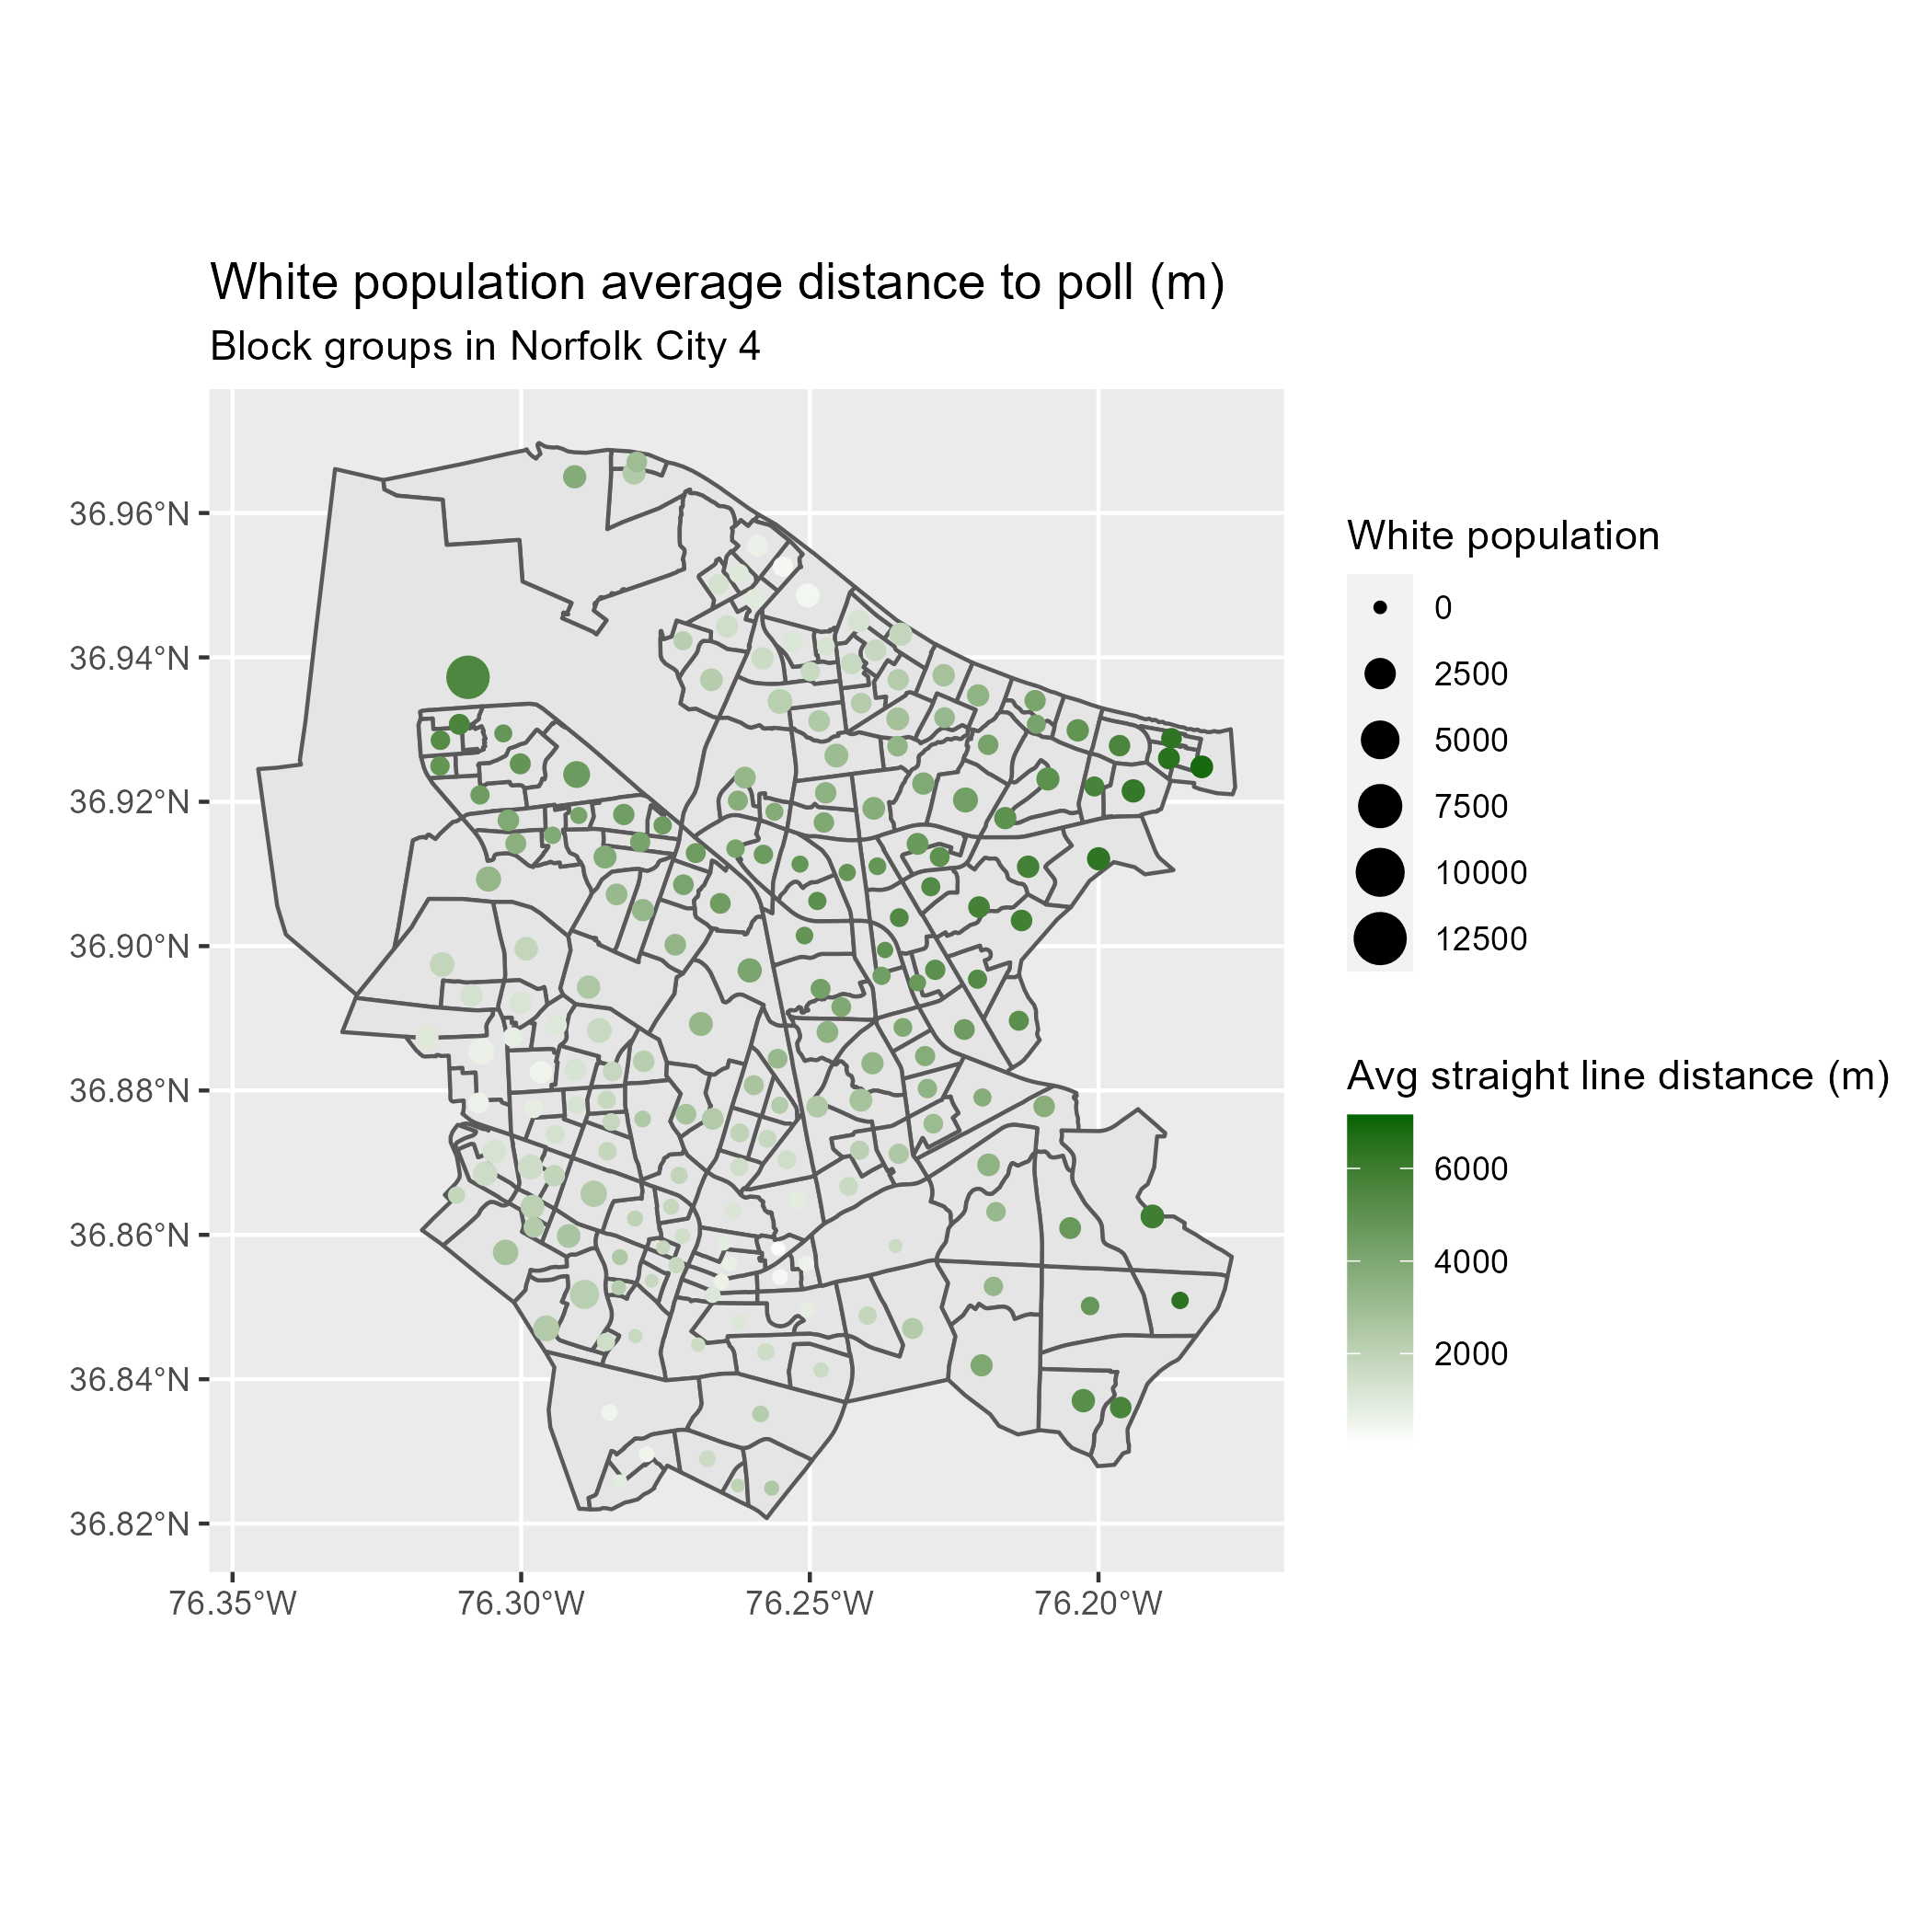 White population average distance to poll (m)
Block groups in Norfolk City 4
36.96°N
36.94°N
36.92°N
36.90°N
36.88°N
36.86°N
36.84°N
36.82°N
76.35°W
76.30°W
76.25°W
76.20°W
White population
0
2500
5000
7500
10000
12500
Avg straight line distance (m)
6000
4000
2000